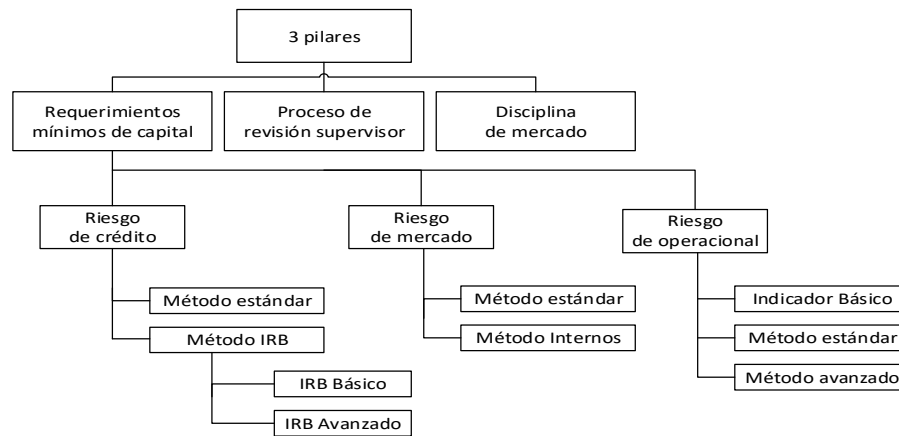 3 pilares
Requerimientos
mínimos de capital
Proceso de
revisión supervisor
Disciplina
de mercado
Riesgo
de crédito
Riesgo
de mercado
Riesgo
de operacional
Método estándar
Método IRB
IRB Básico
IRB Avanzado
Método estándar
Método Internos
Indicador Básico
Método estándar
Método avanzado